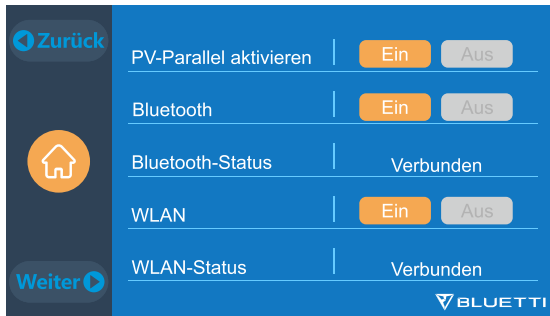 Zurück
PV-Parallel aktivieren Ein Aus
Bluetooth Ein Aus
Bluetooth-Status Verbunden
WLAN Ein Aus
WLAN-Status Verbunden
Weiter
BLUETTI